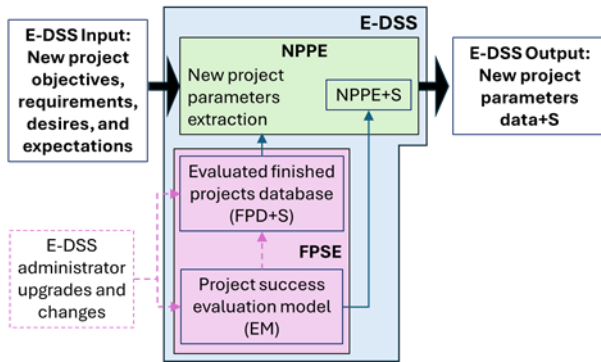 E-DSS Input:
New project
objectives,
requirements,
desires, and
expectations
E-DSS
NPPE
New project
parameters
extraction
NPPE+S
E-DSS Output:
New project
parameters
data+S
Evaluated finished
projects database
(FPD+S)
FPSE
Project success
evaluation model
(EM)
E-DSS
administrator
upgrades and
changes